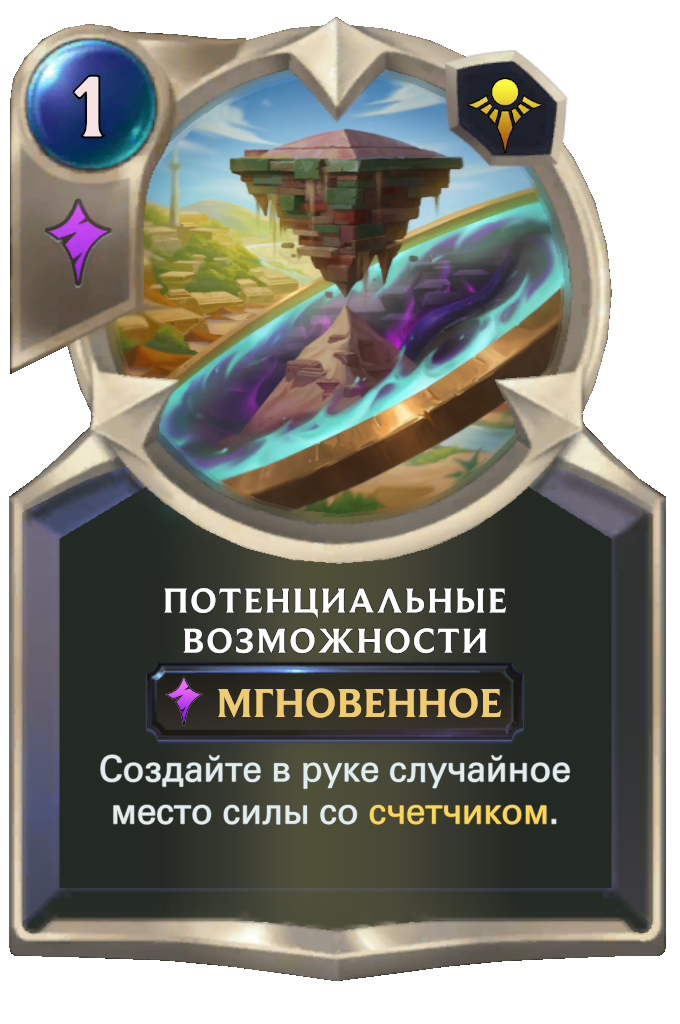 1
ПОТЕНЦИАЛЬНЫЕ
ВОЗМОЖНОСТИ
МГНОВЕННОЕ
Создайте в руке случайное
место силы со счетчиком.